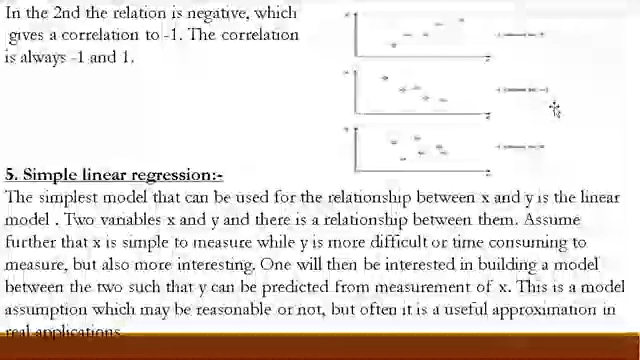 In the 2nd the relation is negative, which
gives a correlation to -1. The correlation
is always -1 and 1.
5. Simple linear regression:-
The simplest model that can be used for the relationship between x and y is the linear
model . Two variables x and y and there is a relationship between them. Assume
further that x is simple to measure while y is more difficult or time consuming to
measure, but also more interesting. One will then be interested in building a model
between the two such that y can be predicted from measurement of x. This is a model
assumption which may be reasonable or not, but often it is a useful approximation in
real applications